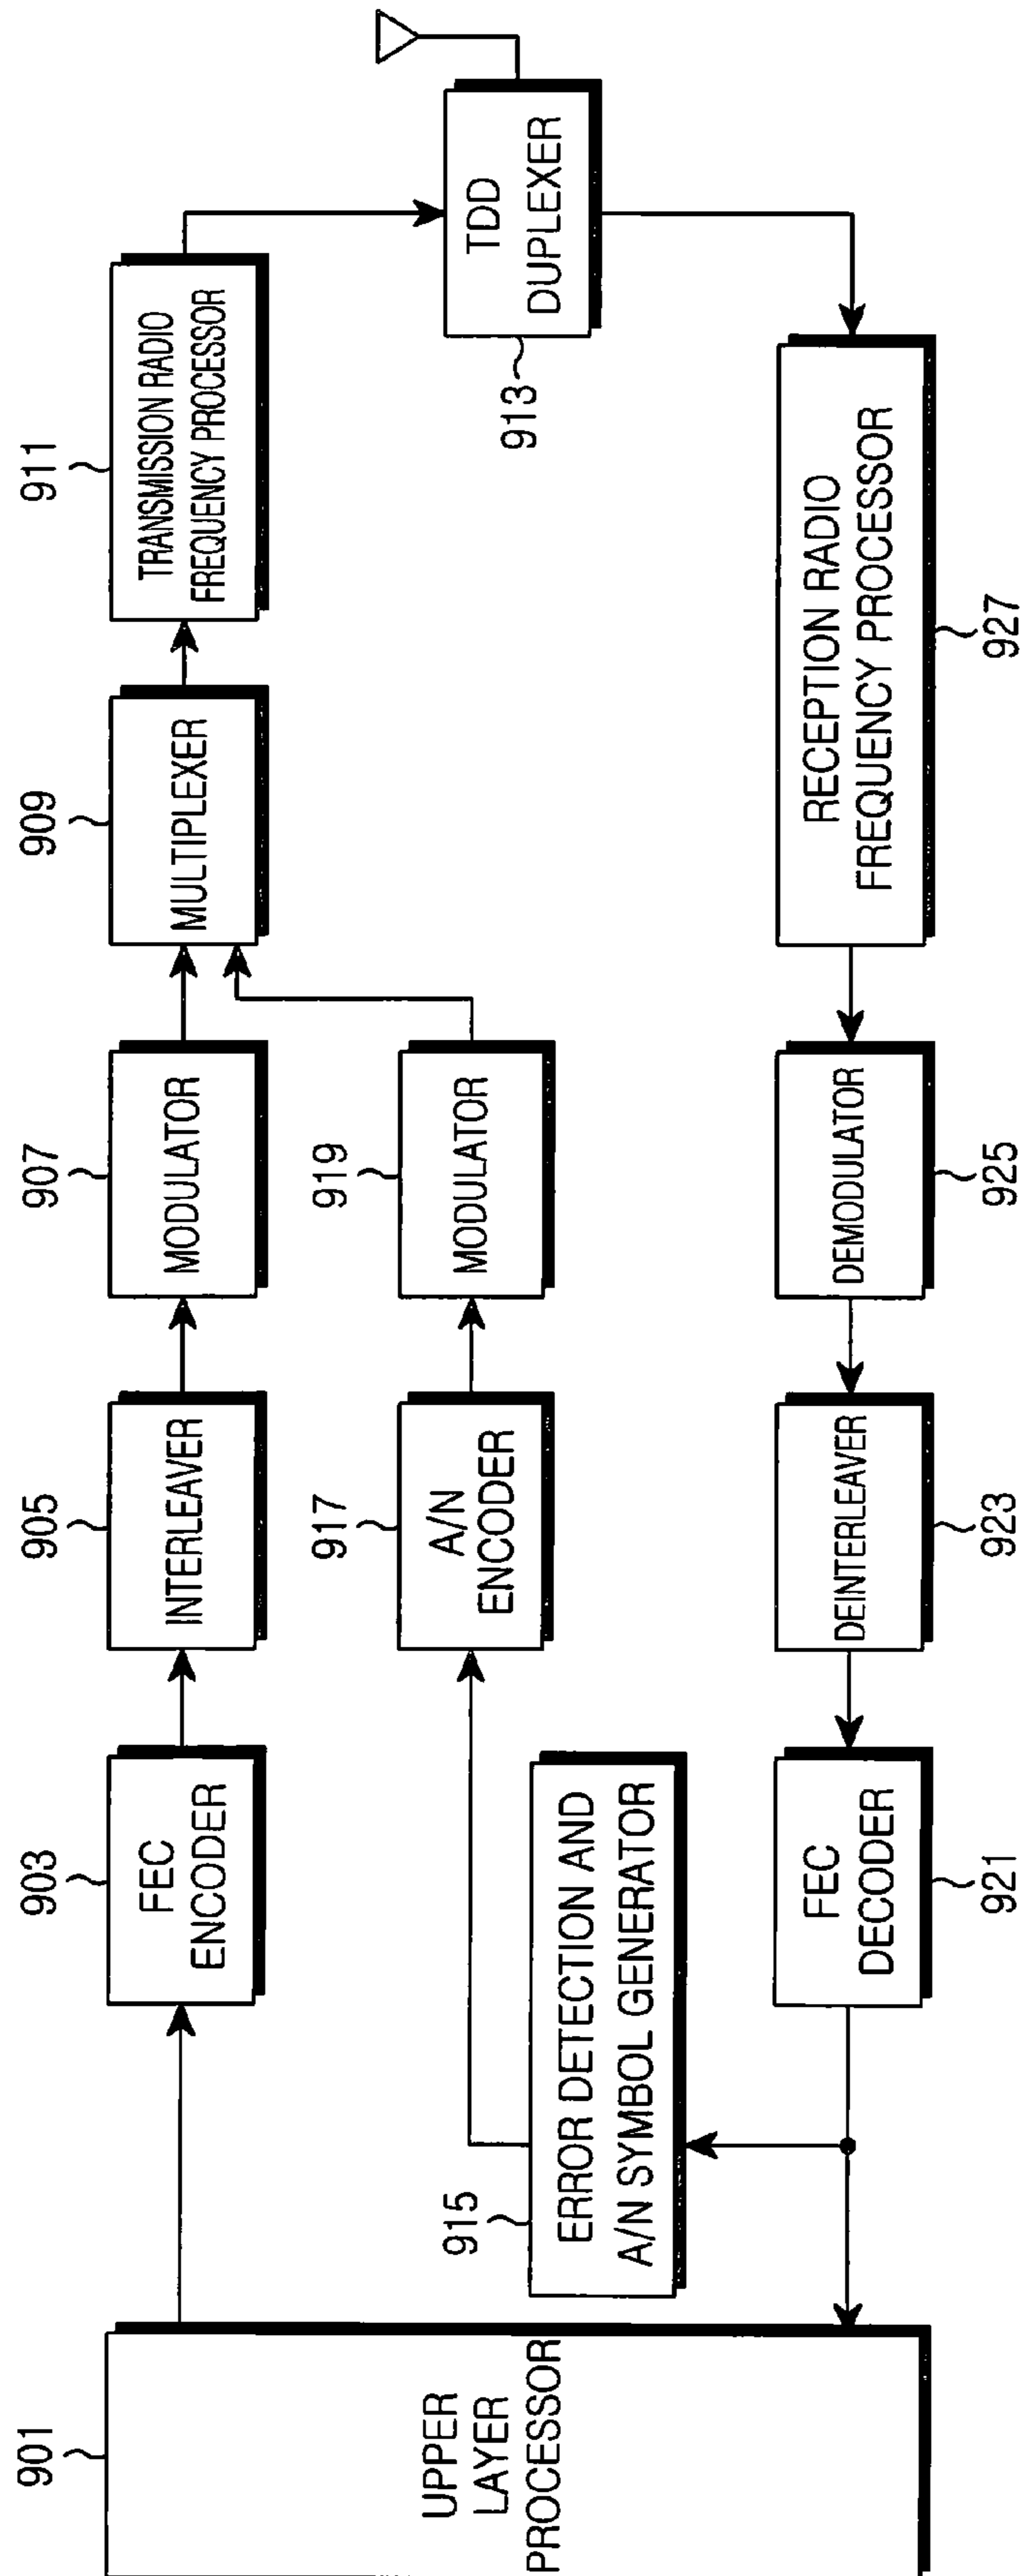 901
UPPER
LAYER
PROCESSOR
903
FEC
ENCODER
905
INTERLEAVER
907
MODULATOR
909
MULTIPLEXER
911
TRANSMISSION RADIO
FREQUENCY PROCESSOR
915
ERROR DETECTION AND
A/N SYMBOL GENERATOR
917
A/N
ENCODER
919
MODULATOR
TDD
DUPLEXER
913
FEC
DECODER
921
DEINTERLEAVER
923
DEMODULATOR
925
RECEPTION RADIO
FREQUENCY PROCESSOR
927